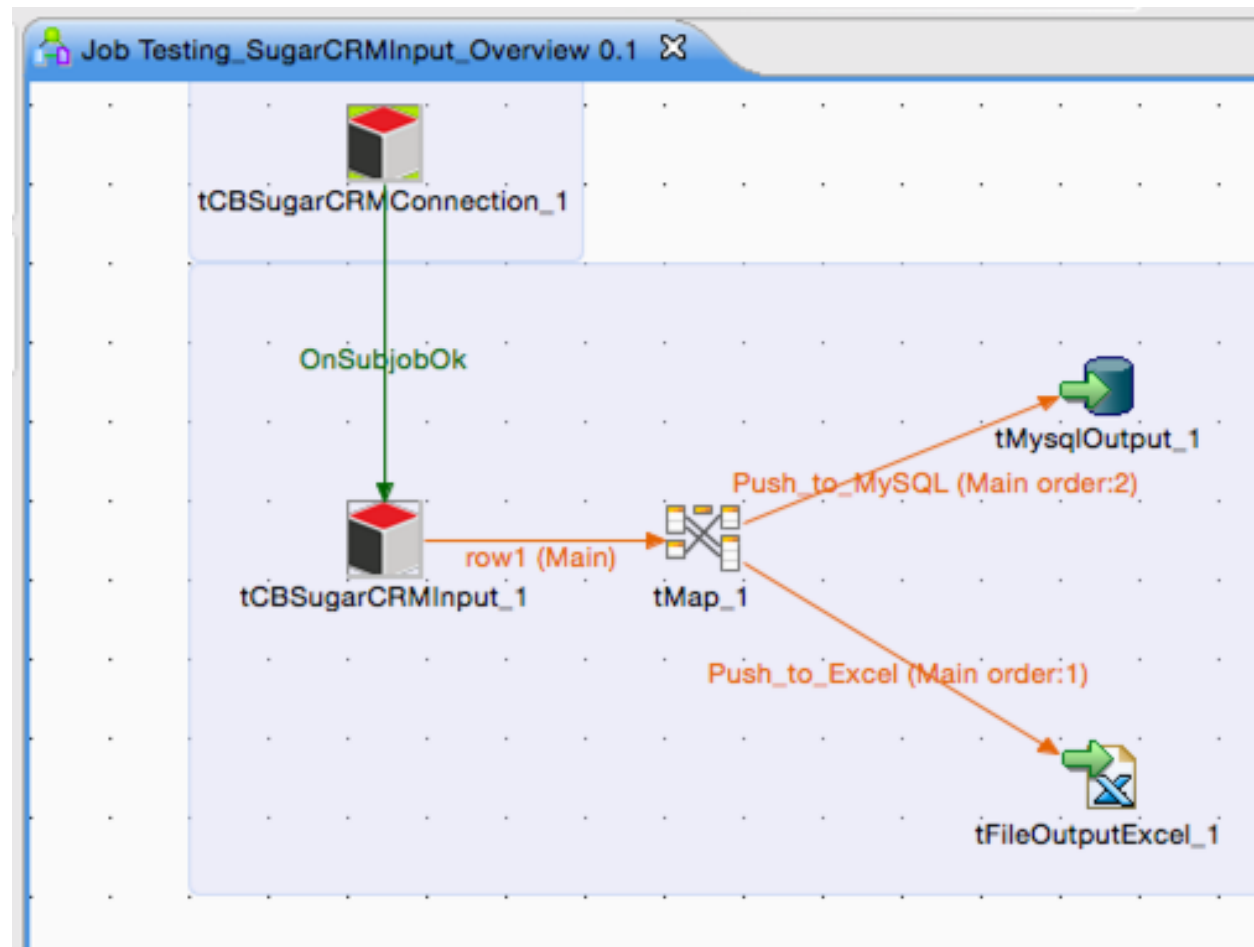 Job Testing_SugarCRMInput_Overview 0.1
tCBSugarCRMConnection_1
OnSubjobOk
tMysqlOutput_1
Push_to_MySQL (Main order:2)
row1 (Main)
tCBSugarCRMInput_1
tMap_1
Push_to_Excel (Main order:1)
tFileOutputExcel_1